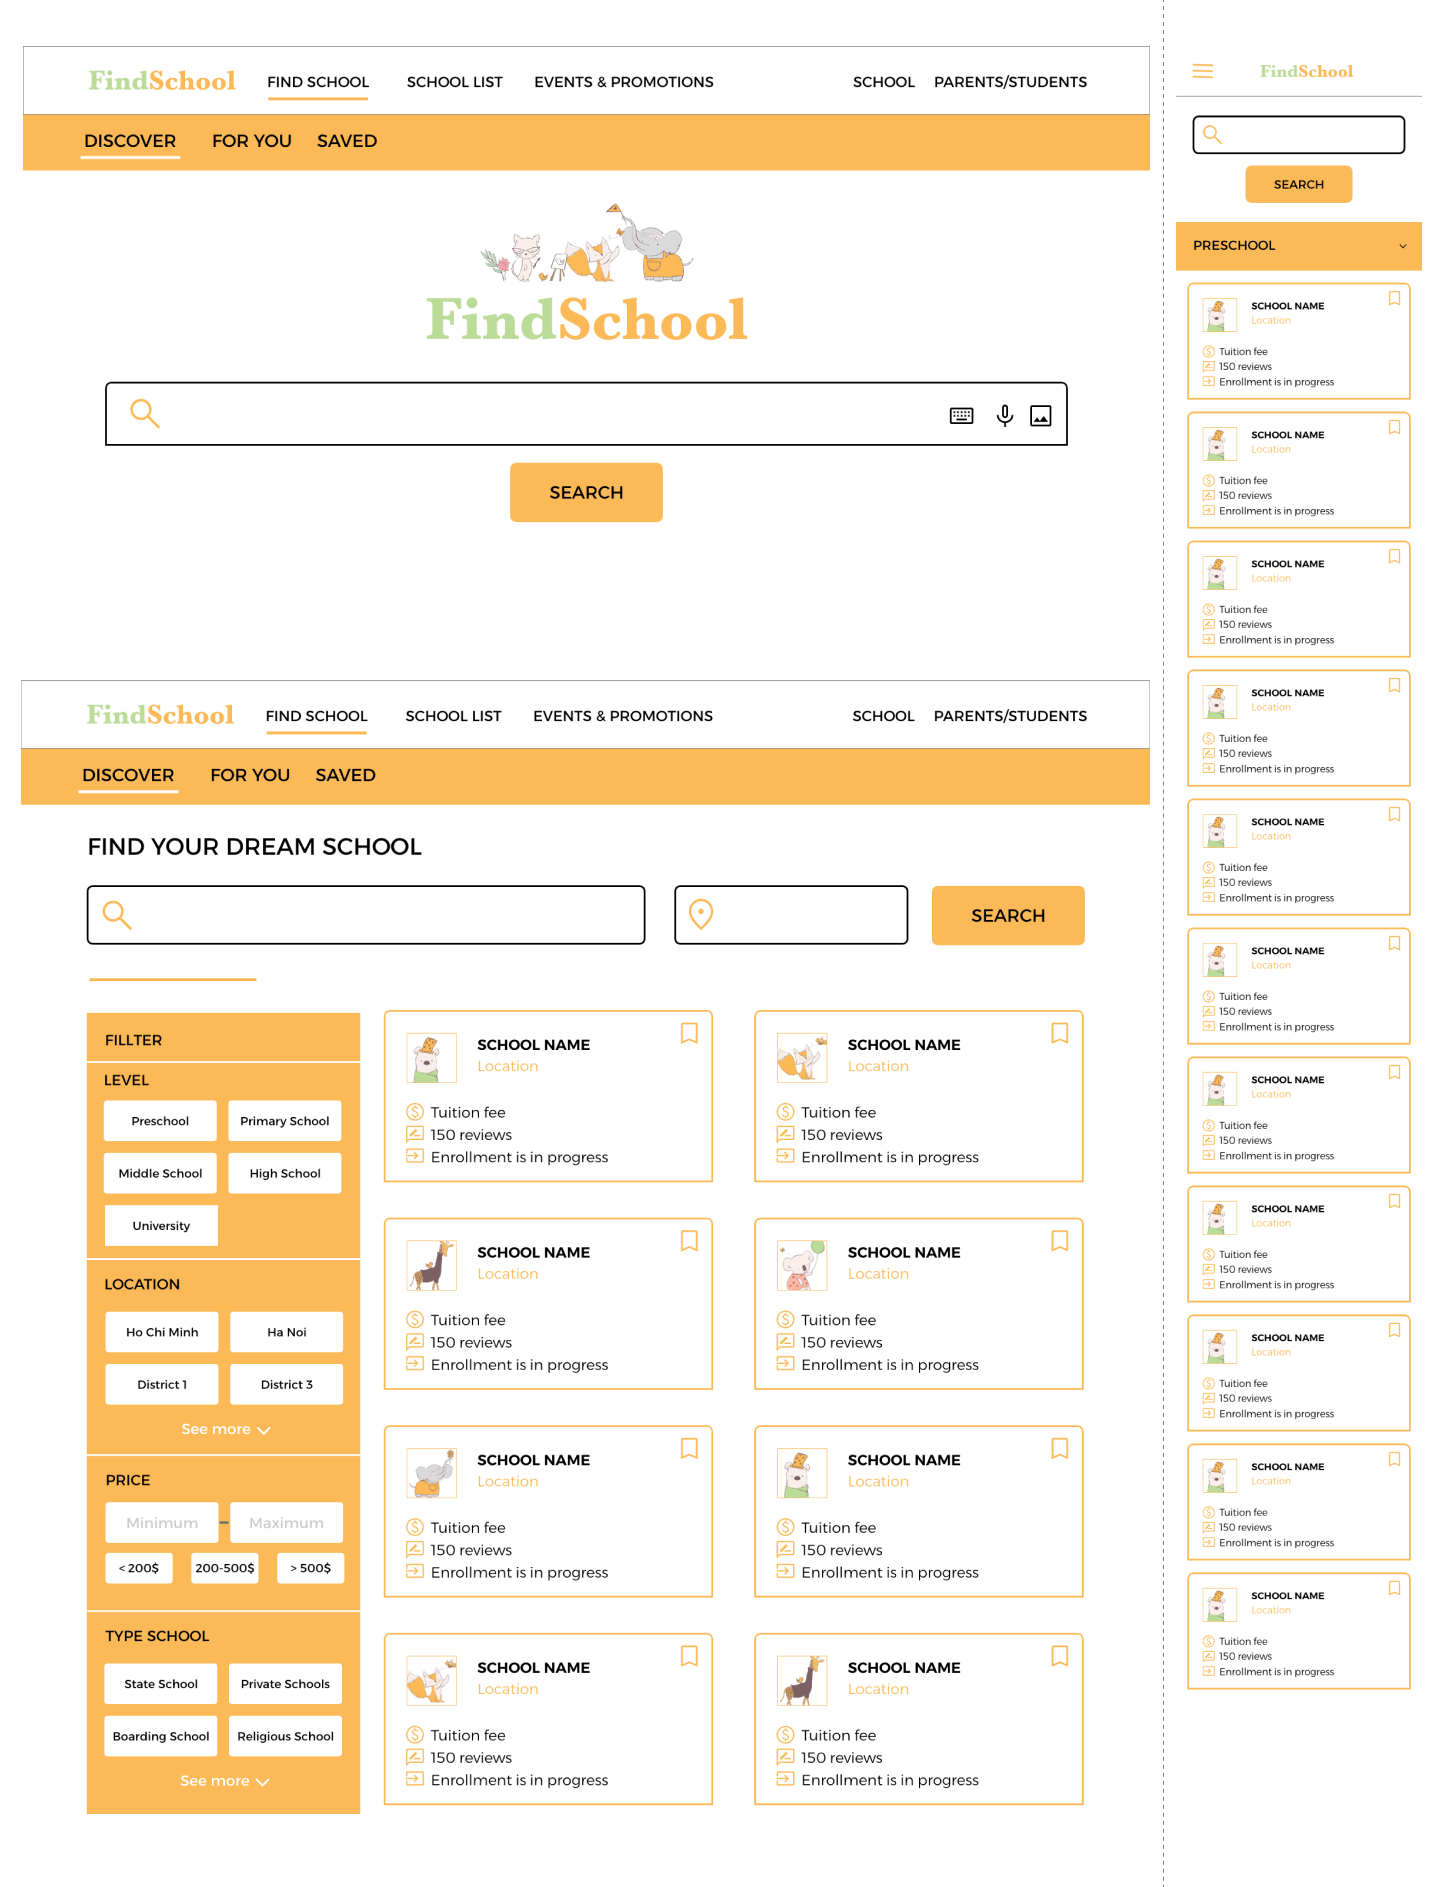 FindSchool FIND SCHOOL SCHOOL LIST EVENTS & PROMOTIONS SCHOOL PARENTS/STUDENTS
DISCOVER FOR YOU SAVED
FindSchool
SEARCH
FindSchool FIND SCHOOL SCHOOL LIST EVENTS & PROMOTIONS SCHOOL PARENTS/STUDENTS
DISCOVER FOR YOU SAVED
FIND YOUR DREAM SCHOOL
SEARCH
FILLTER
LEVEL
Preschool Primary School
Middle School High School
University
LOCATION
Ho Chi Minh Ha Noi
District 1 District 3
See more
PRICE
Minimum - Maximum
< 200$ 200-500$ > 500$
TYPE SCHOOL
State School Private Schools
Boarding School Religious School
See more
SCHOOL NAME
Location
Tuition fee
150 reviews
Enrollment is in progress
SCHOOL NAME
Location
Tuition fee
150 reviews
Enrollment is in progress
SCHOOL NAME
Location
Tuition fee
150 reviews
Enrollment is in progress
SCHOOL NAME
Location
Tuition fee
150 reviews
Enrollment is in progress
SCHOOL NAME
Location
Tuition fee
150 reviews
Enrollment is in progress
SCHOOL NAME
Location
Tuition fee
150 reviews
Enrollment is in progress
SCHOOL NAME
Location
Tuition fee
150 reviews
Enrollment is in progress
SCHOOL NAME
Location
Tuition fee
150 reviews
Enrollment is in progress
FindSchool
SEARCH
PRESCHOOL
SCHOOL NAME
Location
Tuition fee
150 reviews
Enrollment is in progress
SCHOOL NAME
Location
Tuition fee
150 reviews
Enrollment is in progress
SCHOOL NAME
Location
Tuition fee
150 reviews
Enrollment is in progress
SCHOOL NAME
Location
Tuition fee
150 reviews
Enrollment is in progress
SCHOOL NAME
Location
Tuition fee
150 reviews
Enrollment is in progress
SCHOOL NAME
Location
Tuition fee
150 reviews
Enrollment is in progress
SCHOOL NAME
Location
Tuition fee
150 reviews
Enrollment is in progress
SCHOOL NAME
Location
Tuition fee
150 reviews
Enrollment is in progress
SCHOOL NAME
Location
Tuition fee
150 reviews
Enrollment is in progress
SCHOOL NAME
Location
Tuition fee
150 reviews
Enrollment is in progress
SCHOOL NAME
Location
Tuition fee
150 reviews
Enrollment is in progress